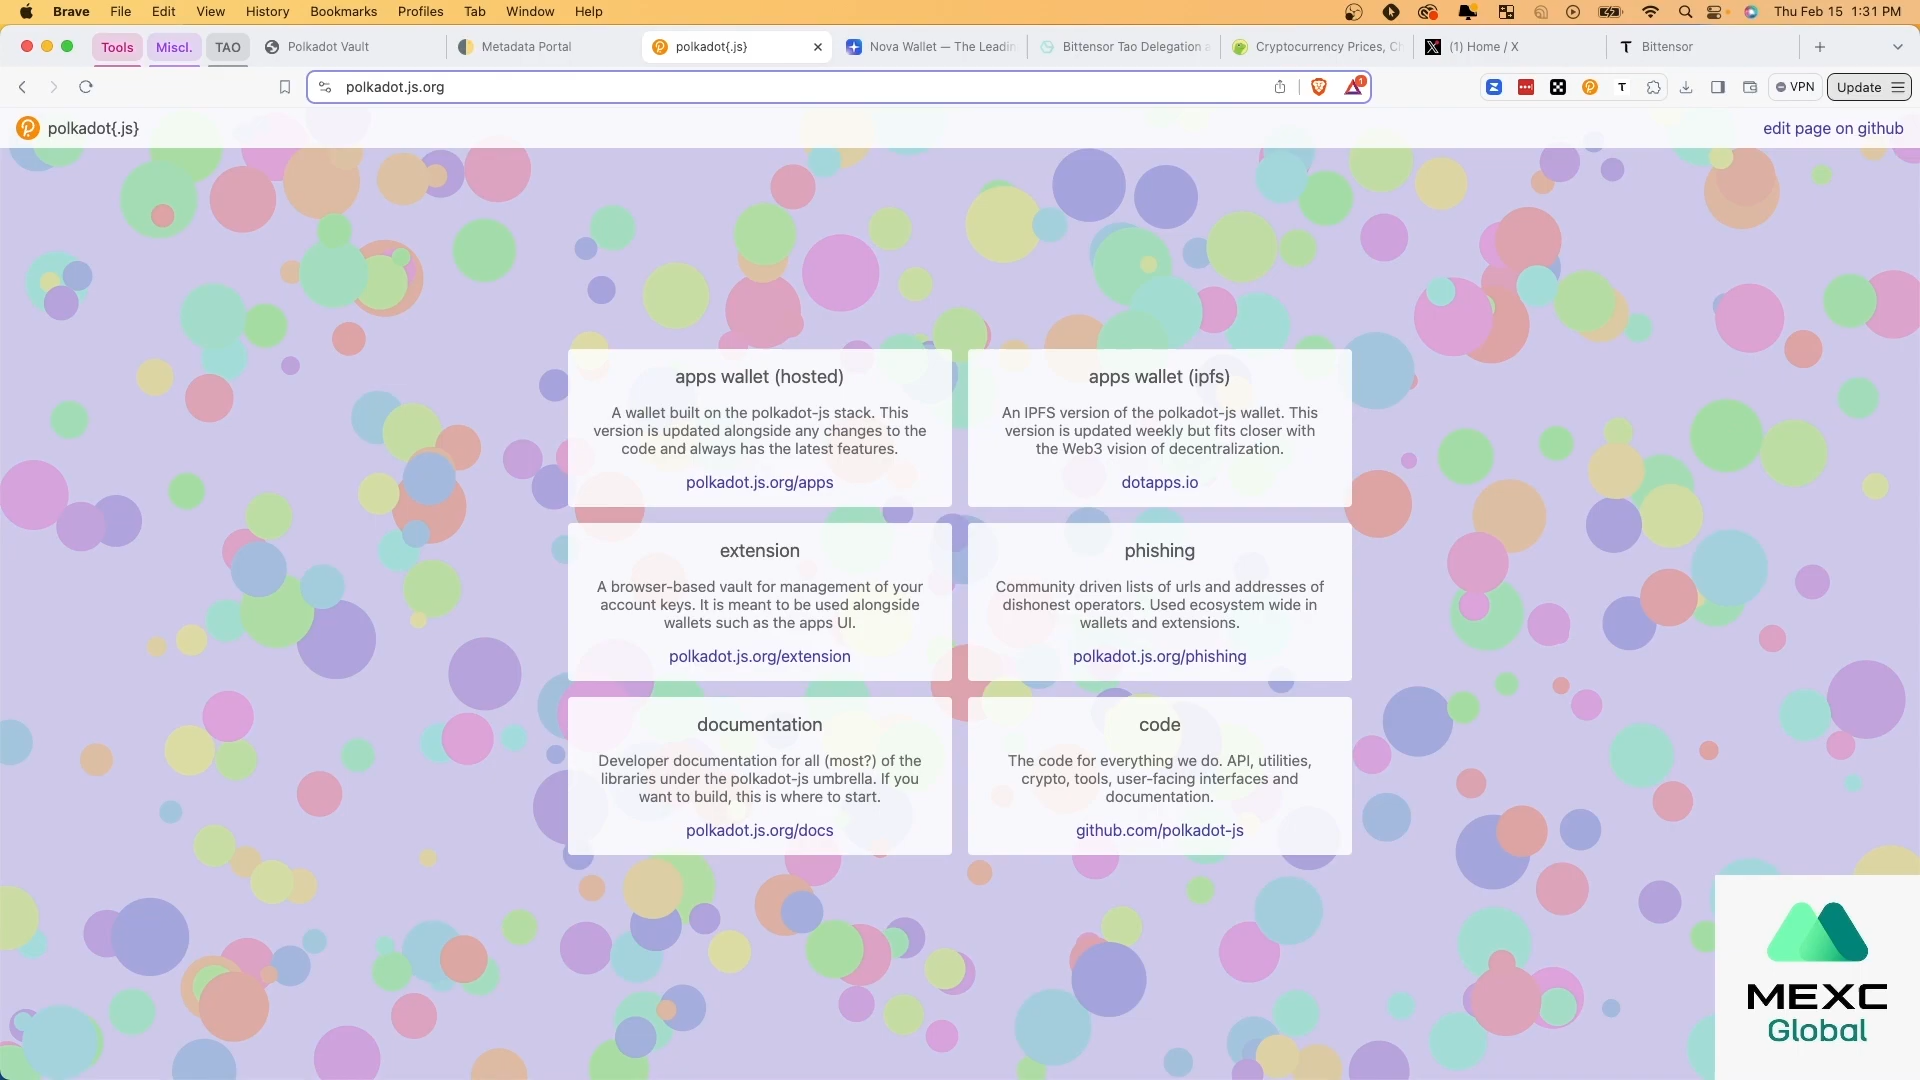 Brave File Edit View History Bookmarks Profiles Tab Window Help Thu Feb 15 1:31 PM
Tools Miscl. TAO Polkadot Vault Metadata Portal polkadot{.js} Nova Wallet — The Leadin Bittensor Tao Delegation Cryptocurrency Prices, C (1) Home / X Bittensor
polkadot.js.org 1 VPN Update
polkadot{.js} edit page on github
apps wallet (hosted)
A wallet built on the polkadot-js stack. This
version is updated alongside any changes to the
code and always has the latest features.
polkadot.js.org/apps
apps wallet (ipfs)
An IPFS version of the polkadot-js wallet. This
version is updated weekly but fits closer with
the Web3 vision of decentralization.
dotapps.io
extension
A browser-based vault for management of your
account keys. It is meant to be used alongside
wallets such as the apps UI.
polkadot.js.org/extension
phishing
Community driven lists of urls and addresses of
dishonest operators. Used ecosystem wide in
wallets and extensions.
polkadot.js.org/phishing
documentation
Developer documentation for all (most?) of the
libraries under the polkadot-js umbrella. If you
want to build, this is where to start.
polkadot.js.org/docs
code
The code for everything we do. API, utilities,
crypto, tools, user-facing interfaces and
documentation.
github.com/polkadot-js
MEXC
Global